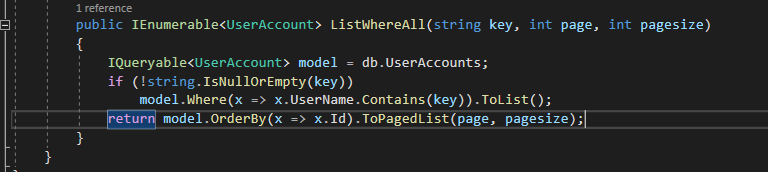 1 reference
public IEnumerable<UserAccount> ListWhereAll(string key, int page, int pagesize)
{
IQueryable<UserAccount> model = db.UserAccounts;
if (!string.IsNullOrEmpty(key))
model.Where(x => x.UserName.Contains(key)).ToList();
return model.OrderBy(x => x.Id).ToPagedList(page, pagesize);
}
}